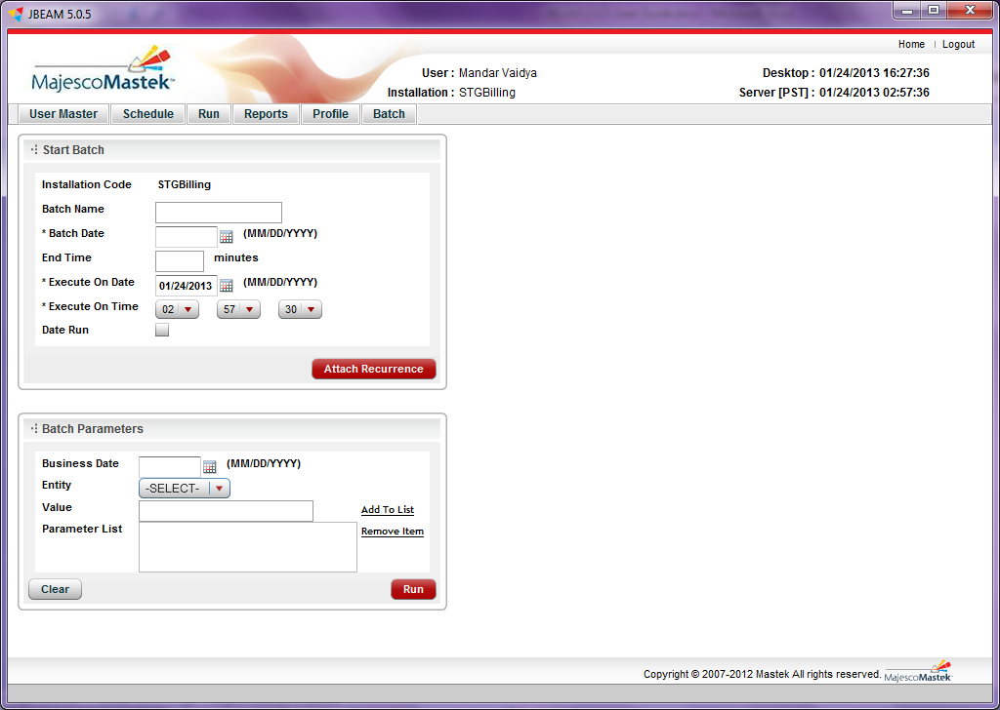 JBEAM 5.0.5
Home | Logout
MajescoMastek
User : Mandar Vaidya
Desktop : 01/24/2013 16:27:36
Installation : STGBilling
Server [PST] : 01/24/2013 02:57:36
User Master Schedule Run Reports Profile Batch
Start Batch
Installation Code STGBilling
Batch Name
* Batch Date (MM/DD/YYYY)
End Time minutes
* Execute On Date 01/24/2013 (MM/DD/YYYY)
* Execute On Time 02 57 30
Date Run
Attach Recurrence
Batch Parameters
Business Date (MM/DD/YYYY)
Entity -SELECT-
Value Add To List
Parameter List Remove Item
Clear Run
Copyright © 2007-2012 Mastek All rights reserved. MajescoMastek